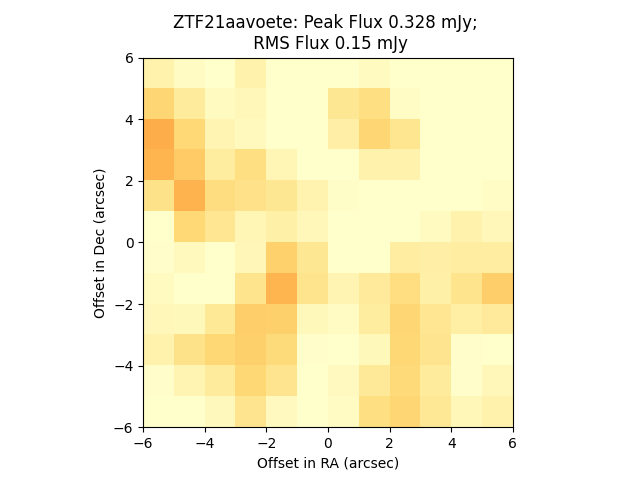 ZTF21aavoete: Peak Flux 0.328 mJy;
RMS Flux 0.15 mJy
6
4
2
0
−2
−4
−6
Offset in Dec (arcsec)
−6 −4 −2 0 2 4 6
Offset in RA (arcsec)